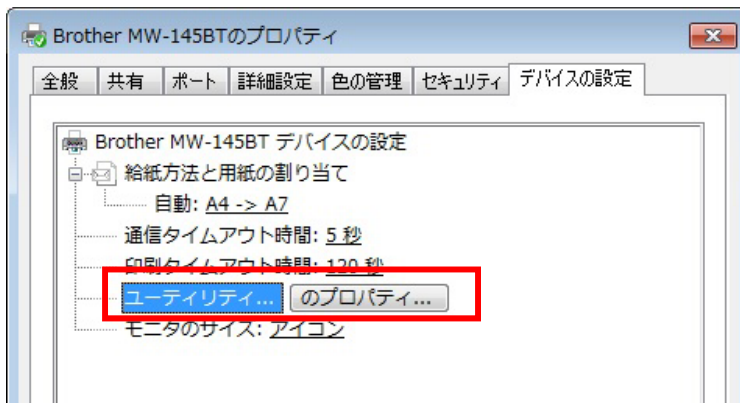 Brother MW-145BTのプロパティ
全般 共有 ポート 詳細設定 色の管理 セキュリティ デバイスの設定
Brother MW-145BT デバイスの設定
給紙方法と用紙の割り当て
自動: A4 -> A7
通信タイムアウト時間: 5 秒
印刷タイムアウト時間: 120 秒
ユーティリティ... のプロパティ...
モニタのサイズ: アイコン